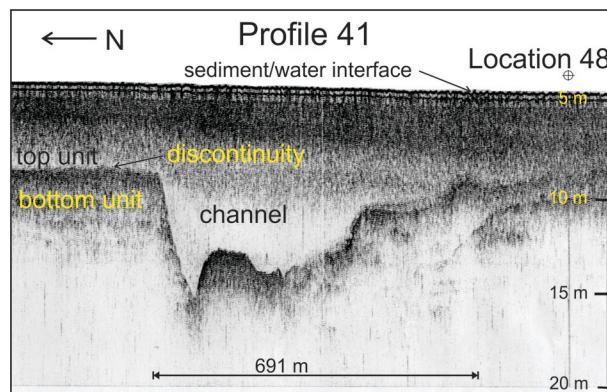 N
Profile 41
Location 48
sediment/water interface
5 m
top unit
discontinuity
bottom unit
10 m
channel
15 m
691 m
20 m